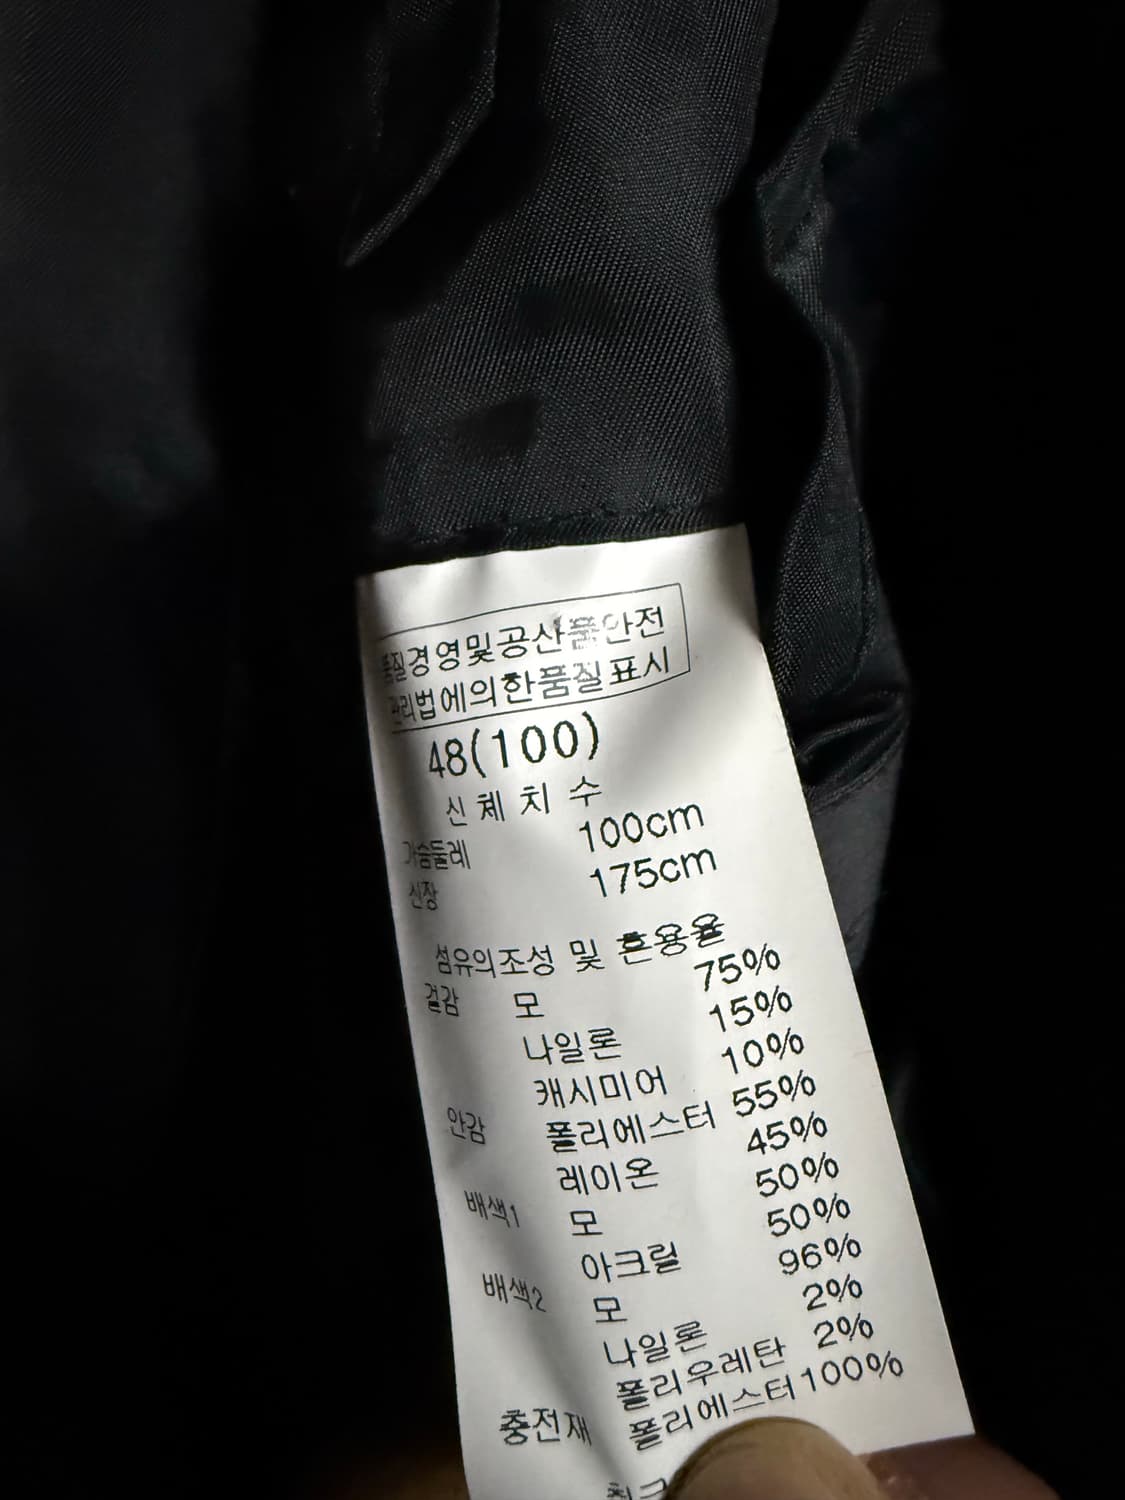 품질경영및공산품안전
관리법에의한품질표시
48(100)
신체치수
가슴둘레 100cm
신장 175cm
섬유의조성 및 혼용율
겉감 모 75%
나일론 15%
캐시미어 10%
안감 폴리에스터 55%
레이온 45%
배색1 모 50%
아크릴 50%
배색2 모 96%
나일론 2%
폴리우레탄 2%
충전재 폴리에스터 100%